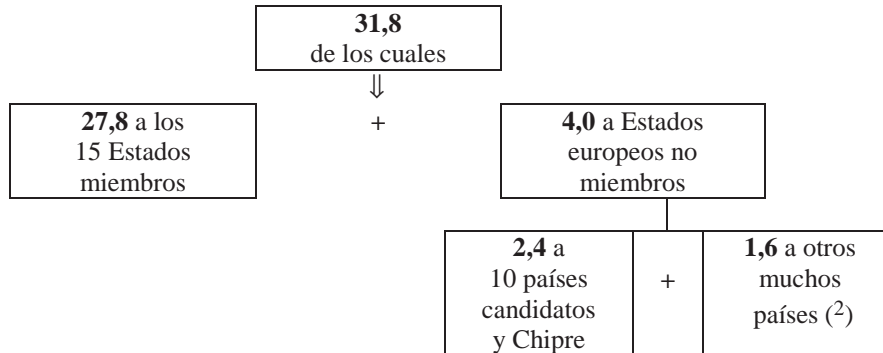 31,8
de los cuales
⇓
27,8 a los
15 Estados
miembros
+
4,0 a Estados
europeos no
miembros
2,4 a
10 países
candidatos
y Chipre
+
1,6 a otros
muchos
países (²)